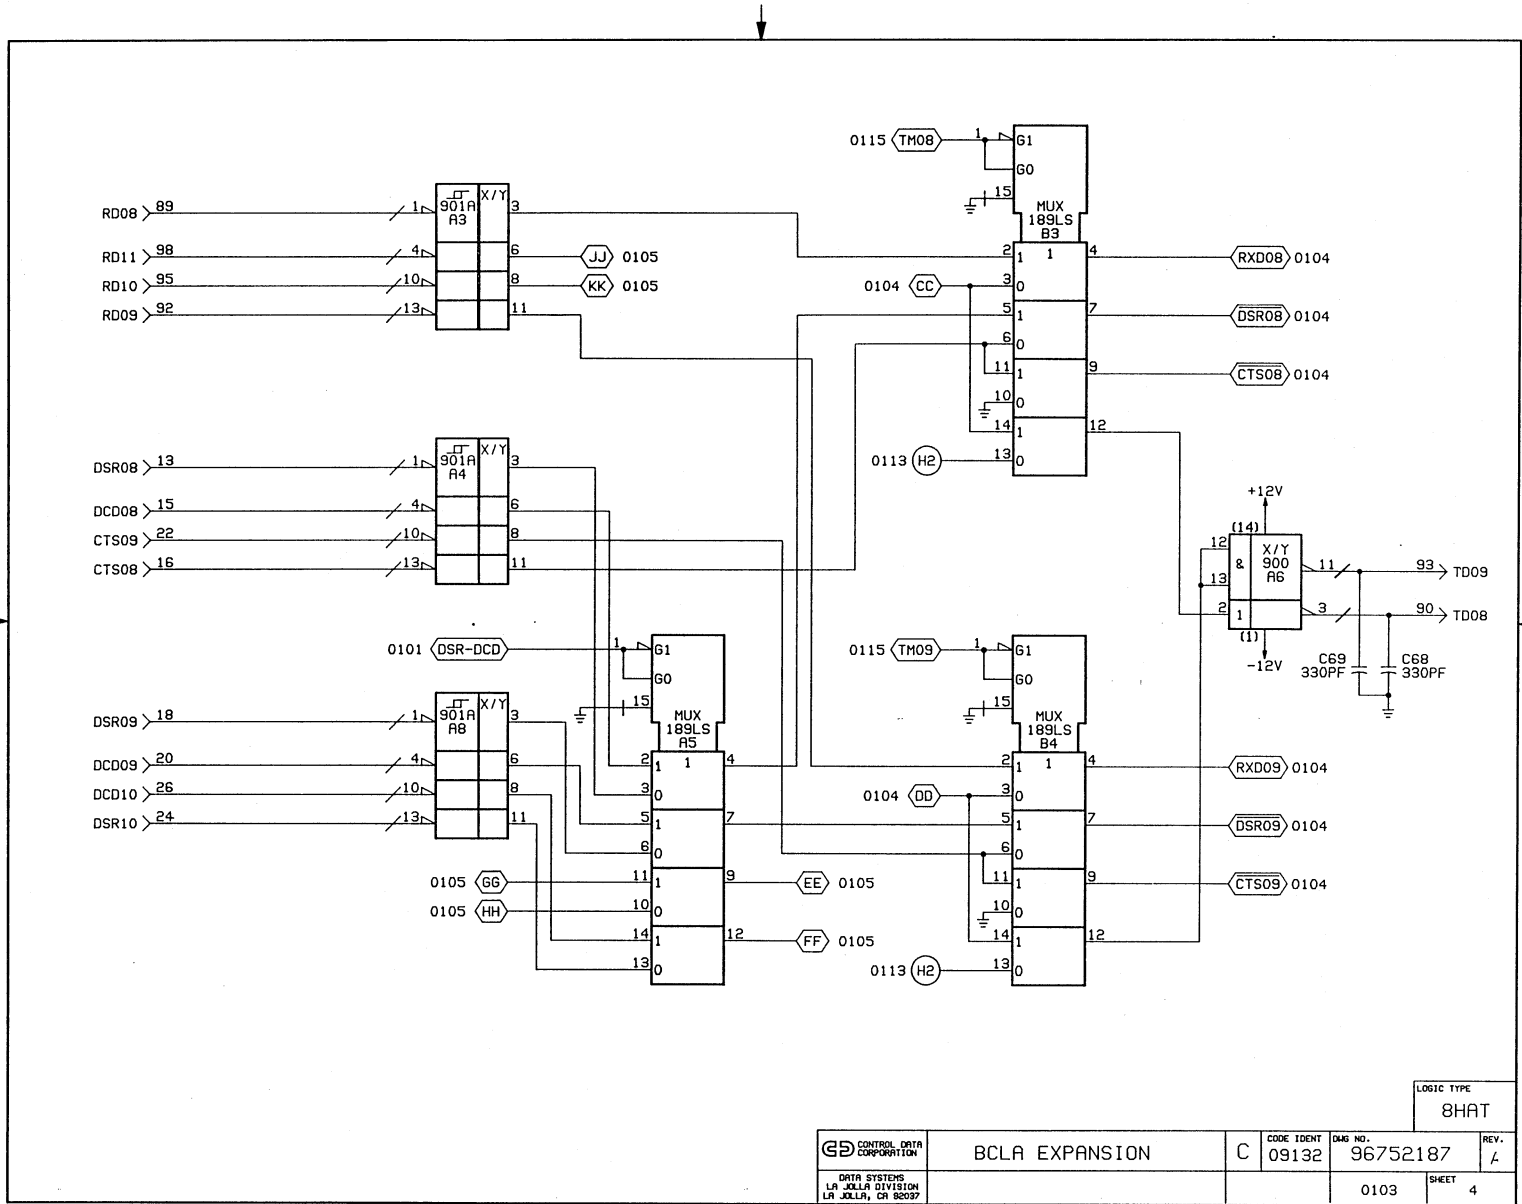 0115 TM08 1 G1
G0
15
MUX
189LS
B3
RD08 89 1 901A A3 X/Y 3
RD11 98 4 6 JJ 0105
RD10 95 10 8 KK 0105
RD09 92 13 11
2 1 1 4 RXD08 0104
0104 CC 3 0
5 1 7 DSR08 0104
6 0
11 1 9 CTS08 0104
10 0
14 1 12
0113 H2 13 0
DSR08 13 1 901A A4 X/Y 3
DCD08 15 4 6
CTS09 22 10 8
CTS08 16 13 11
+12V
(14)
12 & X/Y 900 A6 11 93 TD09
13
2 1 3 90 TD08
(1)
-12V
C69 330PF
C68 330PF
0101 DSR-DCD 1 G1
G0
15
MUX
189LS
A5
0115 TM09 1 G1
G0
15
MUX
189LS
B4
DSR09 18 1 901A A8 X/Y 3
DCD09 20 4 6
DCD10 26 10 8
DSR10 24 13 11
2 1 1 4
3 0
5 1 7
6 0
0105 GG 11 1 9 EE 0105
0105 HH 10 0
14 1 12 FF 0105
13 0
2 1 1 4 RXD09 0104
0104 DD 3 0
5 1 7 DSR09 0104
6 0
11 1 9 CTS09 0104
10 0
14 1 12
0113 H2 13 0
LOGIC TYPE
8HAT
CONTROL DATA
CORPORATION
BCLA EXPANSION
C
CODE IDENT
09132
DWG NO.
96752187
REV.
DATA SYSTEMS
LA JOLLA DIVISION
LA JOLLA, CA 92037
0103
SHEET 4